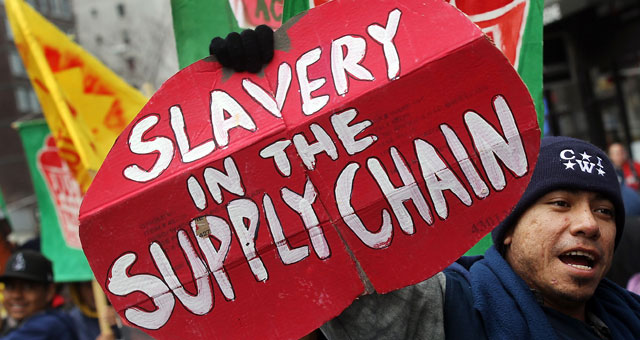 SLAVERY
IN THE
SUPPLY CHAIN
CIW